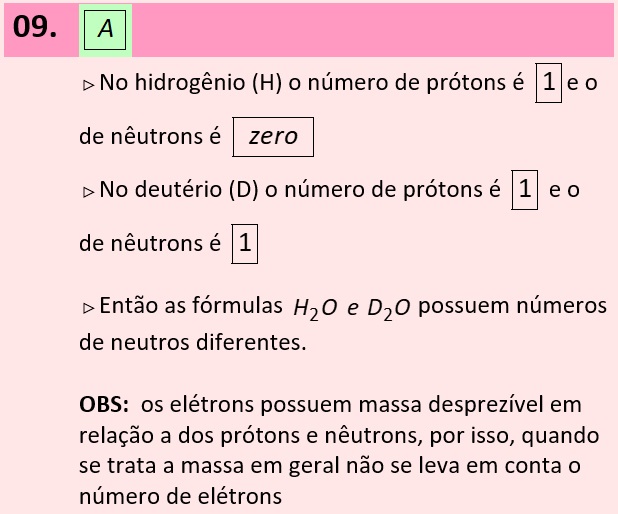 09. A
▹ No hidrogênio (H) o número de prótons é 1 e o
de nêutrons é zero
▹ No deutério (D) o número de prótons é 1 e o
de nêutrons é 1
▹ Então as fórmulas H₂O e D₂O possuem números
de neutros diferentes.
OBS: os elétrons possuem massa desprezível em
relação a dos prótons e nêutrons, por isso, quando
se trata a massa em geral não se leva em conta o
número de elétrons